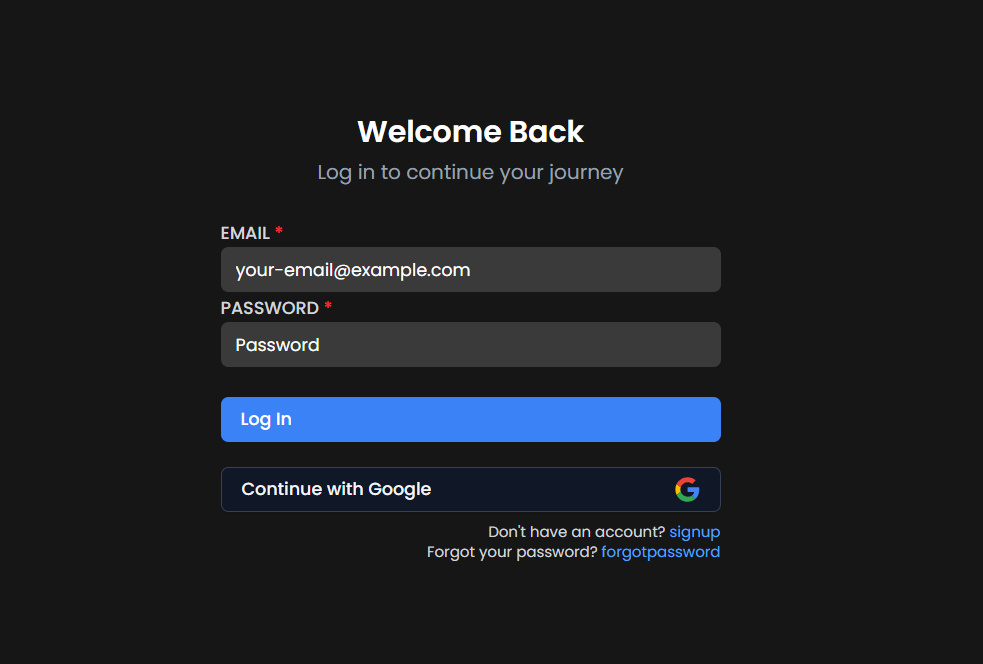 Welcome Back
Log in to continue your journey
EMAIL *
your-email@example.com
PASSWORD *
Password
Log In
Continue with Google
Don't have an account? signup
Forgot your password? forgotpassword